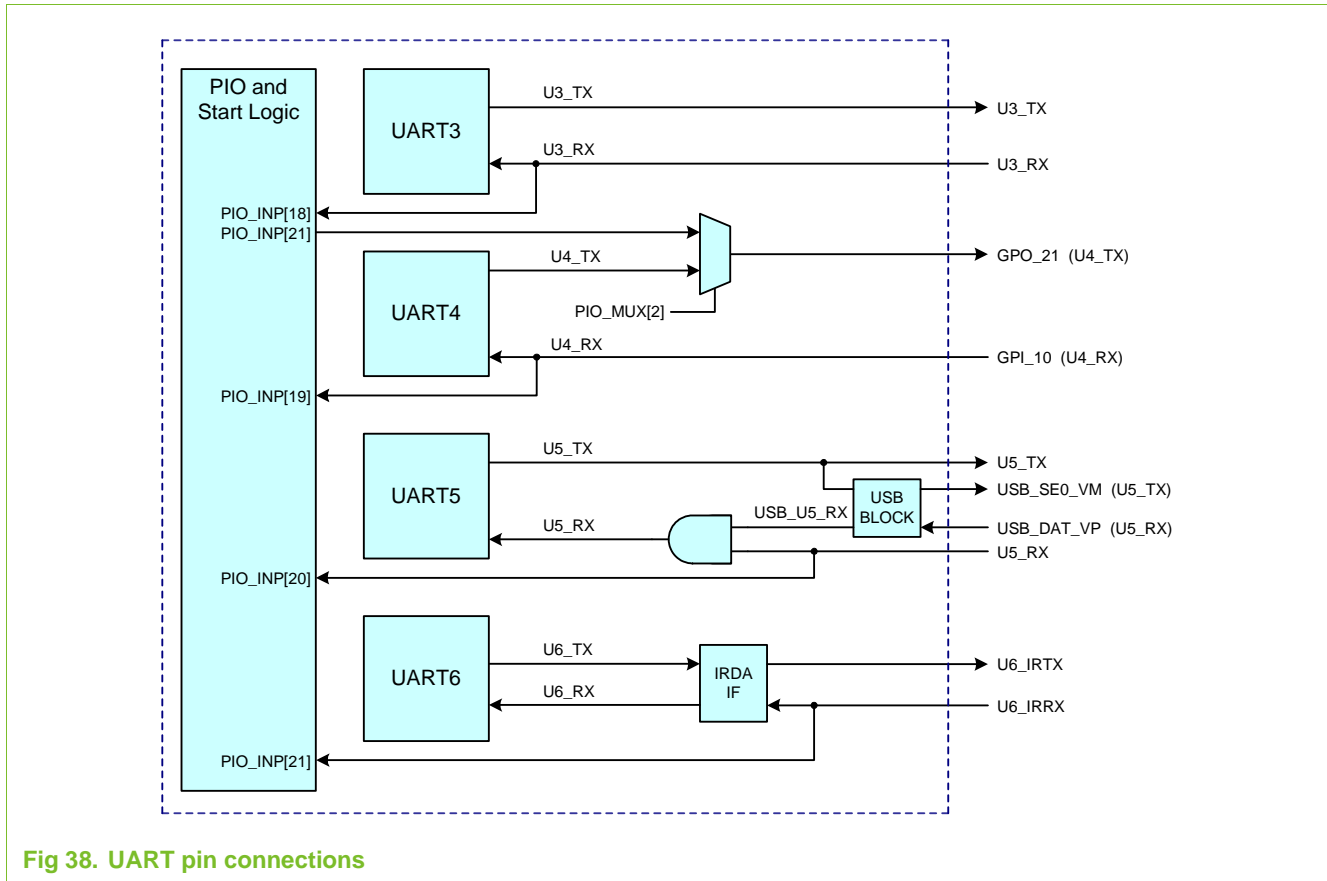 PIO and
Start Logic
UART3
U3_TX
U3_TX
U3_RX
U3_RX
PIO_INP[18]
PIO_INP[21]
UART4
U4_TX
GPO_21 (U4_TX)
PIO_MUX[2]
U4_RX
GPI_10 (U4_RX)
PIO_INP[19]
UART5
U5_TX
U5_TX
USB
BLOCK
USB_SE0_VM (U5_TX)
USB_U5_RX
USB_DAT_VP (U5_RX)
U5_RX
U5_RX
PIO_INP[20]
UART6
U6_TX
IRDA
IF
U6_IRTX
U6_RX
U6_IRRX
PIO_INP[21]
Fig 38. UART pin connections